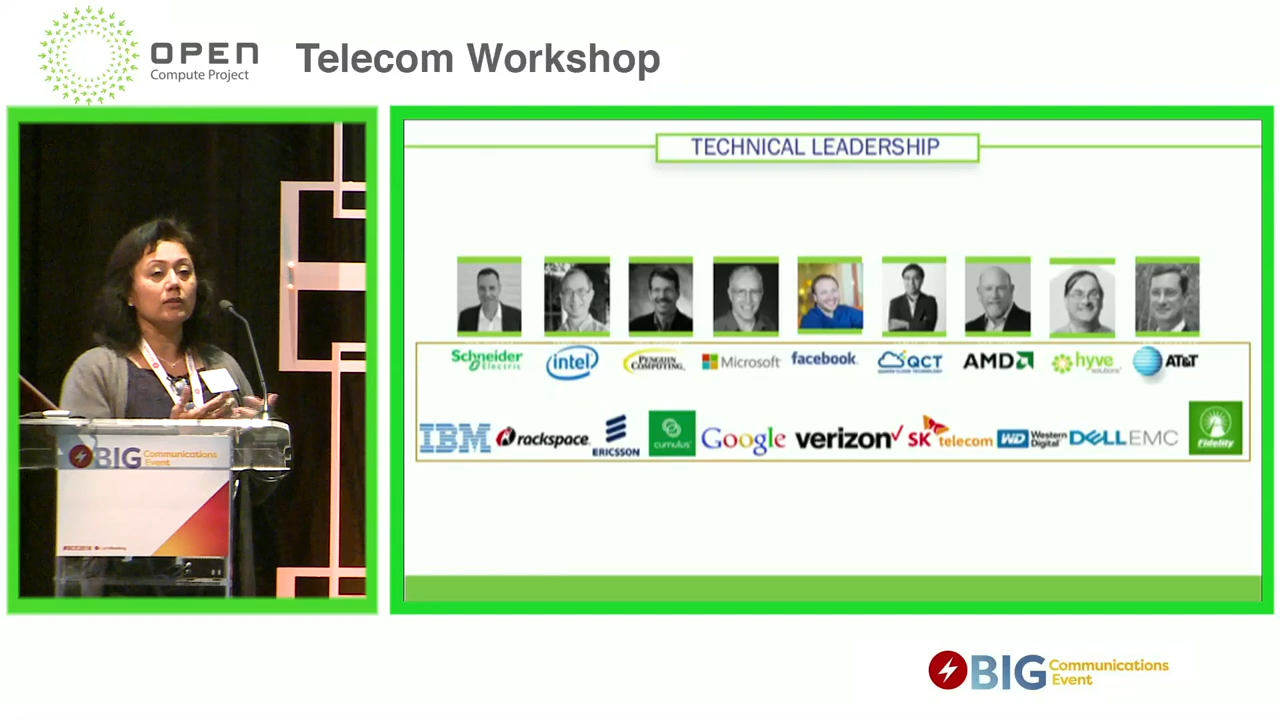 OPEN
Compute Project
Telecom Workshop
TECHNICAL LEADERSHIP
Schneider Electric
intel
PENGUIN COMPUTING
Microsoft
facebook
QCT
AMD
hyve solutions
AT&T
IBM
rackspace
ERICSSON
cumulus
Google
verizon
SK telecom
WD Western Digital
DELL EMC
Fidelity
BIG Communications Event
BIG Communications Event